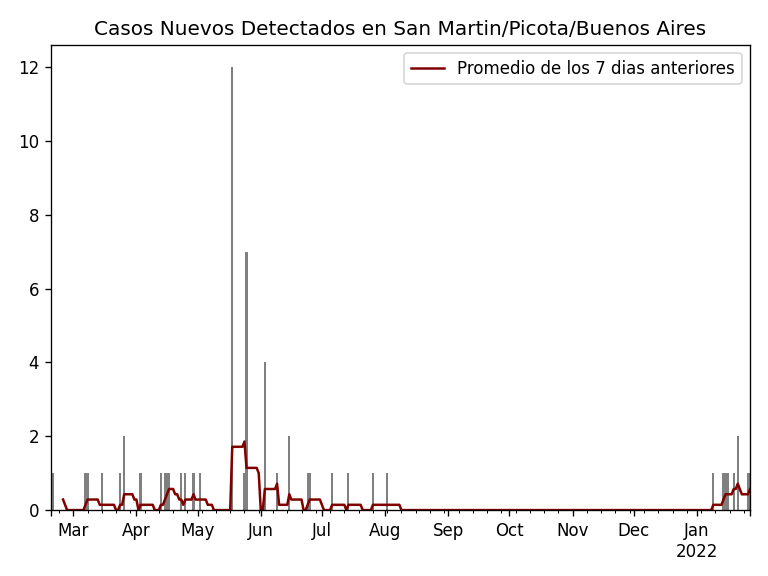 Casos Nuevos Detectados en San Martin/Picota/Buenos Aires
Promedio de los 7 dias anteriores
12
10
8
6
4
2
0
Mar Apr May Jun Jul Aug Sep Oct Nov Dec Jan
2022